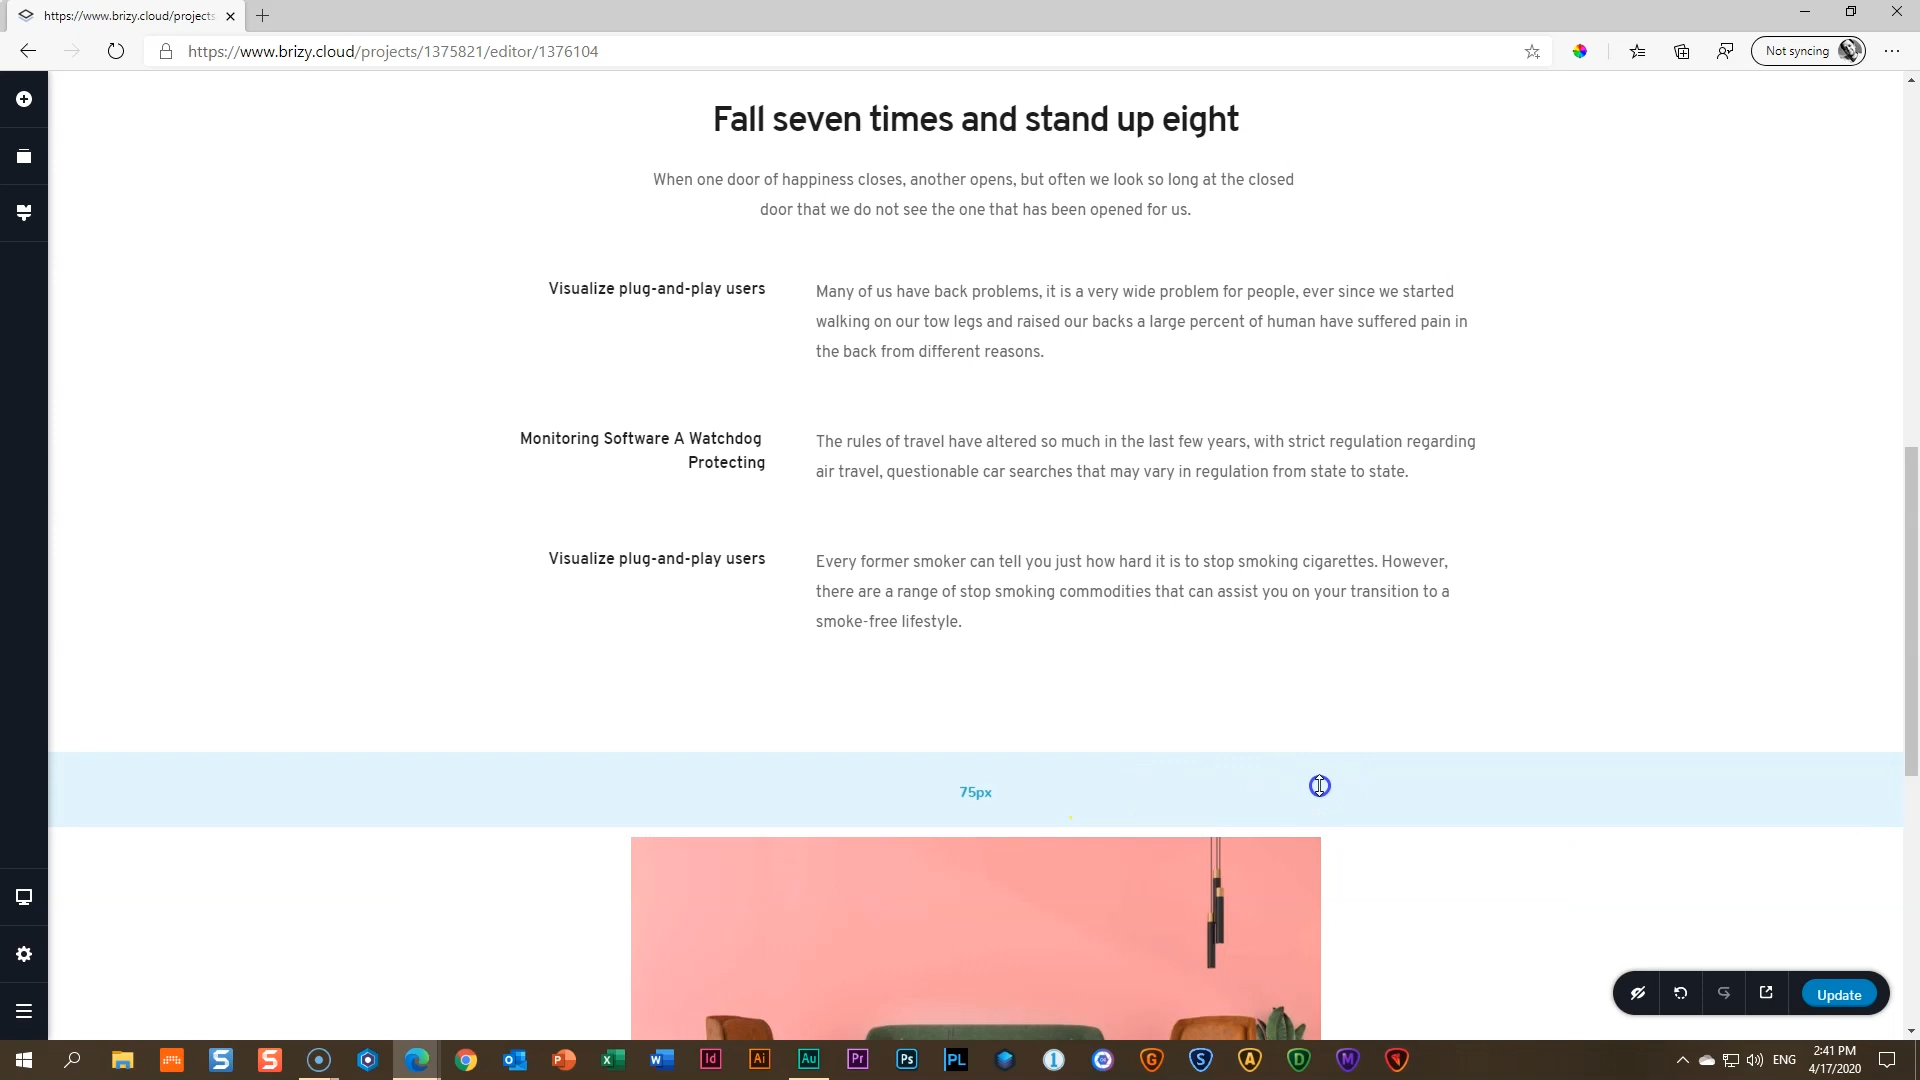 https://www.brizy.cloud/projects
https://www.brizy.cloud/projects/1375821/editor/1376104
Not syncing
Fall seven times and stand up eight
When one door of happiness closes, another opens, but often we look so long at the closed
door that we do not see the one that has been opened for us.
Visualize plug-and-play users
Many of us have back problems, it is a very wide problem for people, ever since we started
walking on our tow legs and raised our backs a large percent of human have suffered pain in
the back from different reasons.
Monitoring Software A Watchdog
Protecting
The rules of travel have altered so much in the last few years, with strict regulation regarding
air travel, questionable car searches that may vary in regulation from state to state.
Visualize plug-and-play users
Every former smoker can tell you just how hard it is to stop smoking cigarettes. However,
there are a range of stop smoking commodities that can assist you on your transition to a
smoke-free lifestyle.
75px
Update
S S P X W Id Ai Au Pr Ps PL 1 G S A D M
ENG
2:41 PM
4/17/2020